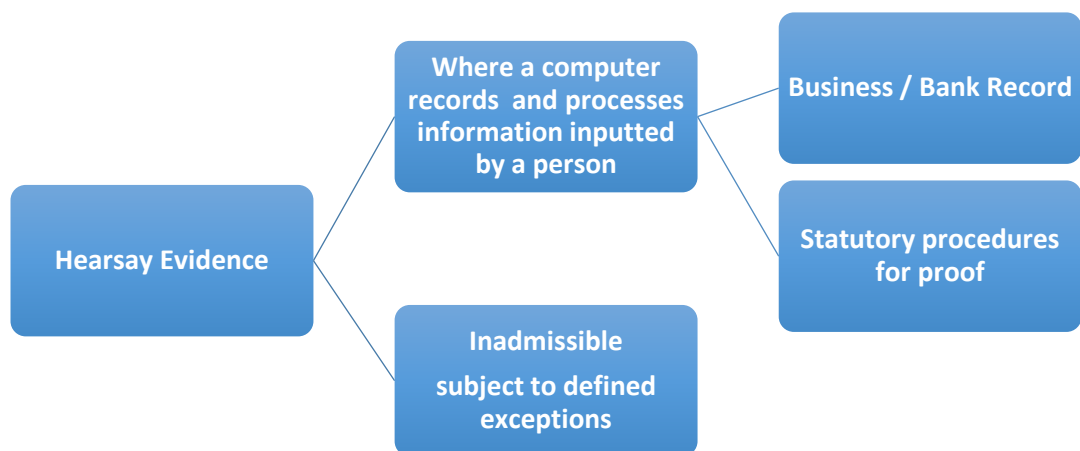 Hearsay Evidence
Where a computer
records and processes
information inputted
by a person
Business / Bank Record
Statutory procedures
for proof
Inadmissible
subject to defined
exceptions